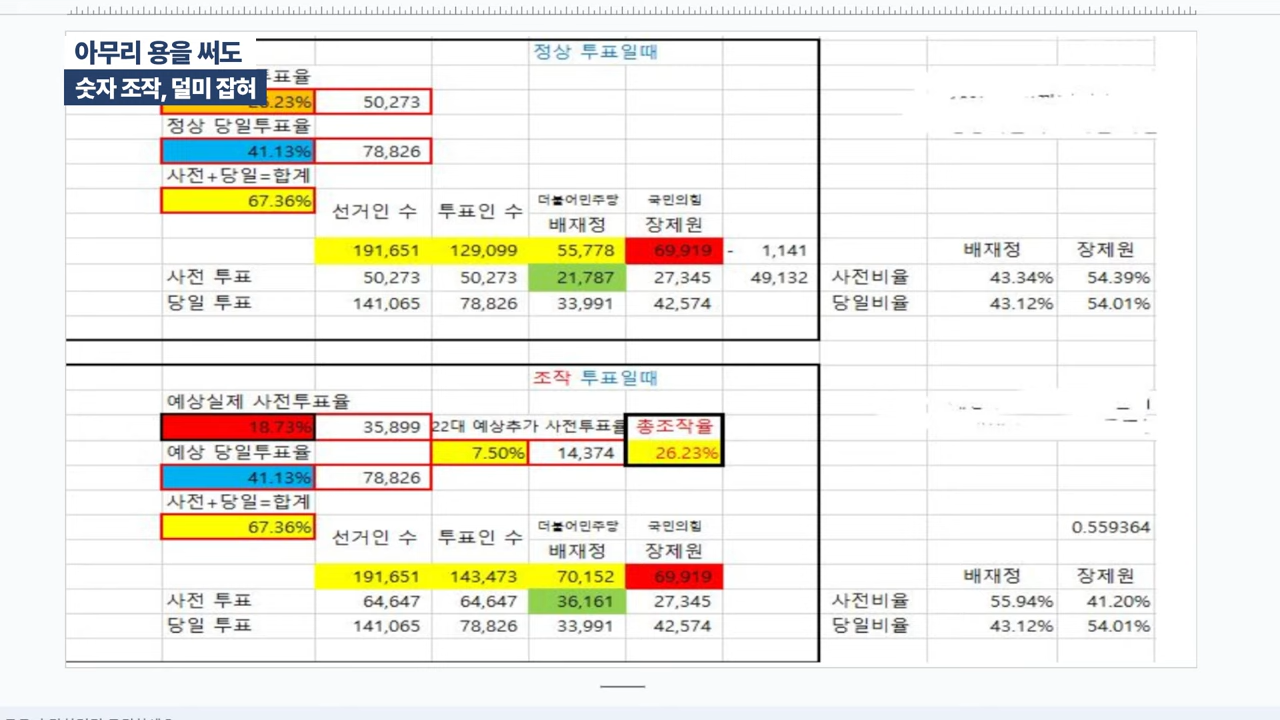 아무리 용을 써도
숫자 조작, 덜미 잡혀
정상 투표일때
투표율
.23% 50,273
정상 당일투표율
41.13% 78,826
사전+당일=합계
67.36%
선거인 수 투표인 수 더불어민주당 국민의힘
배재정 장제원
191,651 129,099 55,778 69,919 - 1,141 배재정 장제원
사전 투표 50,273 50,273 21,787 27,345 49,132 사전비율 43.34% 54.39%
당일 투표 141,065 78,826 33,991 42,574 당일비율 43.12% 54.01%
조작 투표일때
예상실제 사전투표율
18.73% 35,899 22대 예상추가 사전투표율 총조작율
예상 당일투표율 7.50% 14,374 26.23%
41.13% 78,826
사전+당일=합계
67.36% 선거인 수 투표인 수 더불어민주당 국민의힘 0.559364
배재정 장제원
191,651 143,473 70,152 69,919 배재정 장제원
사전 투표 64,647 64,647 36,161 27,345 사전비율 55.94% 41.20%
당일 투표 141,065 78,826 33,991 42,574 당일비율 43.12% 54.01%